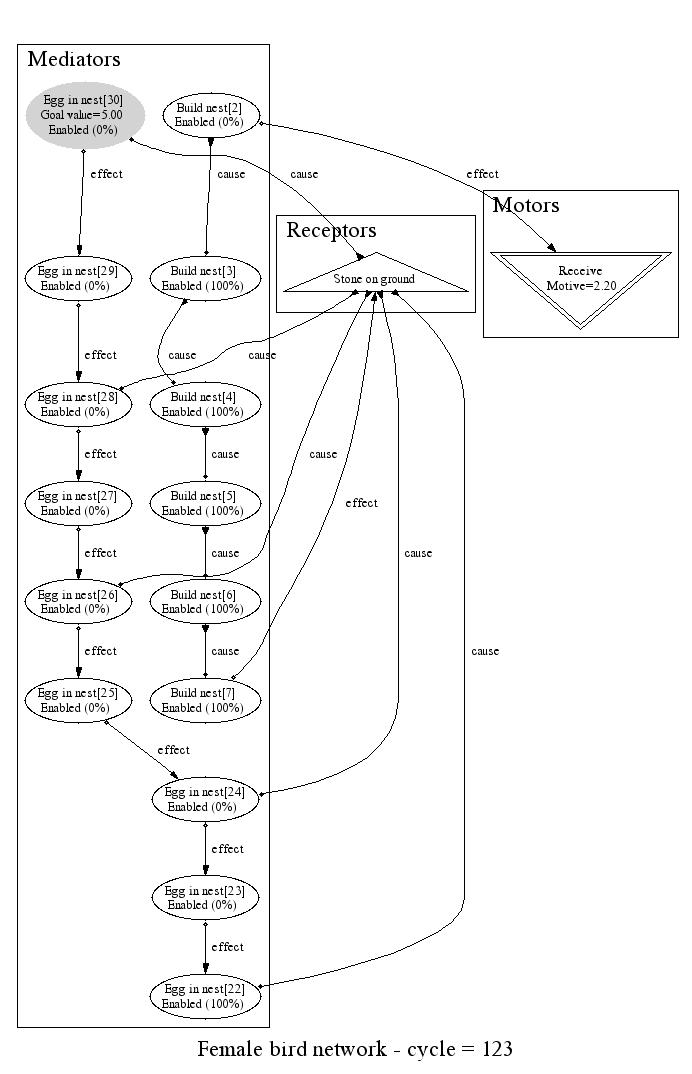 Mediators
Egg in nest[30]
Goal value=5.00
Enabled (0%)
Build nest[2]
Enabled (0%)
effect
cause
cause
effect
Motors
Receptors
Egg in nest[29]
Enabled (0%)
Build nest[3]
Enabled (100%)
Stone on ground
Receive
Motive=2.20
effect
cause
cause
Egg in nest[28]
Enabled (0%)
Build nest[4]
Enabled (100%)
effect
cause
cause
Egg in nest[27]
Enabled (0%)
Build nest[5]
Enabled (100%)
effect
effect
cause
cause
Egg in nest[26]
Enabled (0%)
Build nest[6]
Enabled (100%)
effect
cause
cause
Egg in nest[25]
Enabled (0%)
Build nest[7]
Enabled (100%)
effect
Egg in nest[24]
Enabled (0%)
effect
Egg in nest[23]
Enabled (0%)
effect
Egg in nest[22]
Enabled (100%)
Female bird network - cycle = 123